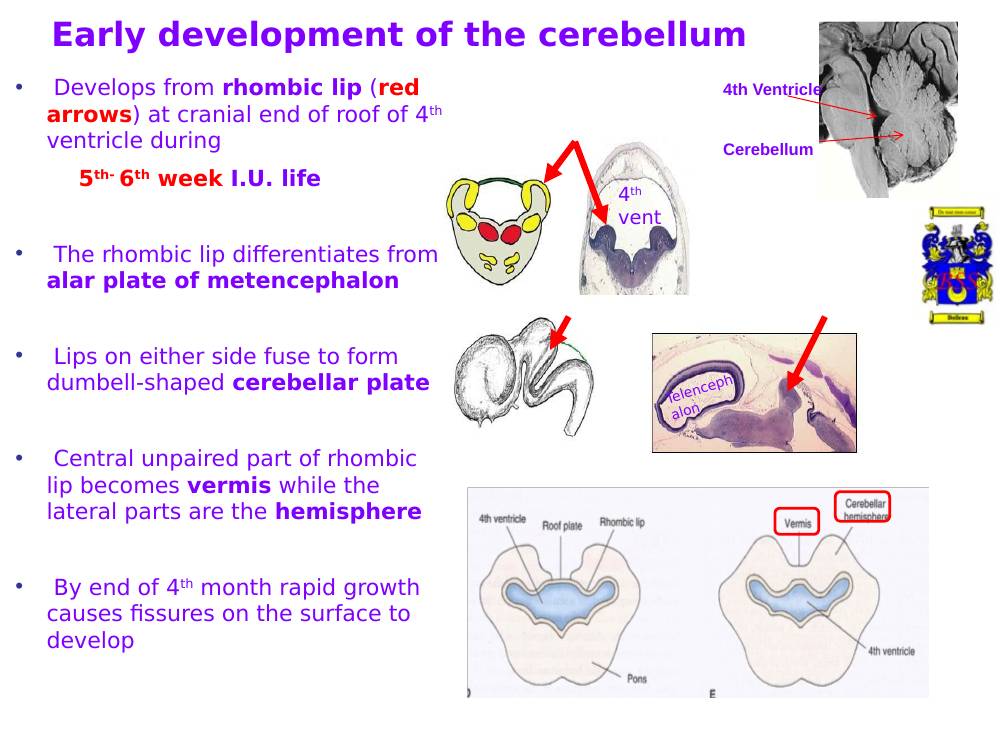 Early development of the cerebellum
• Develops from rhombic lip (red
arrows) at cranial end of roof of 4th
ventricle during
5th- 6th week I.U. life
• The rhombic lip differentiates from
alar plate of metencephalon
• Lips on either side fuse to form
dumbell-shaped cerebellar plate
• Central unpaired part of rhombic
lip becomes vermis while the
lateral parts are the hemisphere
• By end of 4th month rapid growth
causes fissures on the surface to
develop
4th Ventricle
Cerebellum
4th
vent
Telenceph
alon
4th ventricle
Roof plate
Rhombic lip
Pons
Vermis
Cerebellar
hemisphere
4th ventricle
E